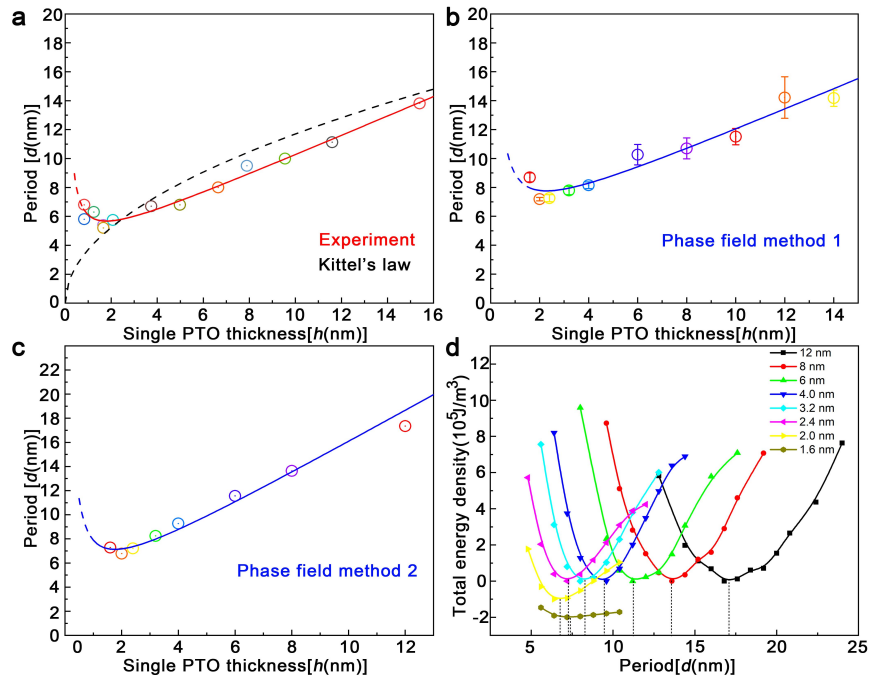 a
20
18
16
14
12
10
8
6
4
2
0
Period [d(nm)]
Experiment
Kittel's law
0 2 4 6 8 10 12 14 16
Single PTO thickness[h(nm)]
b
20
18
16
14
12
10
8
6
4
2
0
Period [d(nm)]
Phase field method 1
0 2 4 6 8 10 12 14
Single PTO thickness[h(nm)]
c
22
20
18
16
14
12
10
8
6
4
2
0
Period [d(nm)]
Phase field method 2
0 2 4 6 8 10 12
Single PTO thickness[h(nm)]
d
12
10
8
6
4
2
0
-2
Total energy density(10⁵J/m³)
12 nm
8 nm
6 nm
4.0 nm
3.2 nm
2.4 nm
2.0 nm
1.6 nm
5 10 15 20 25
Period[d(nm)]